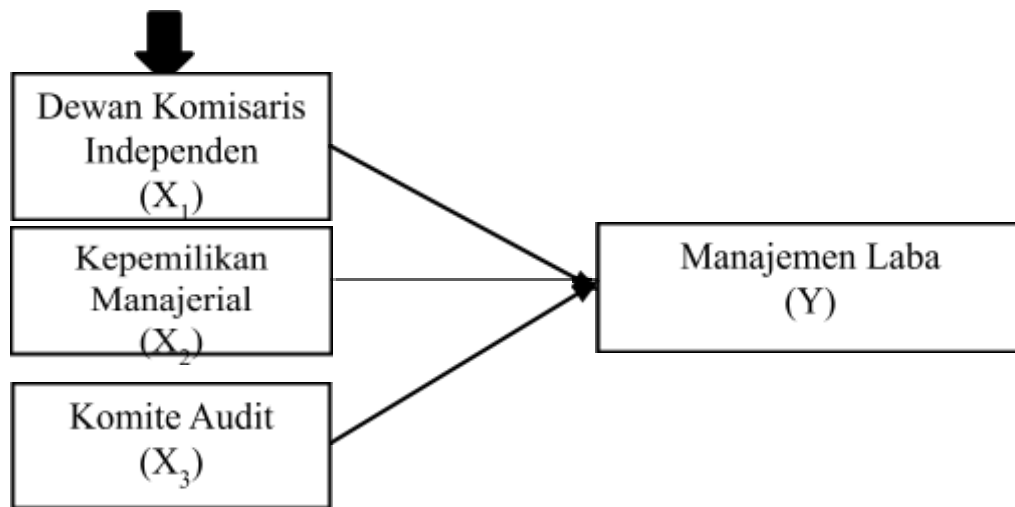 Dewan Komisaris
Independen
(X₁)
Kepemilikan
Manajerial
(X₂)
Komite Audit
(X₃)
Manajemen Laba
(Y)